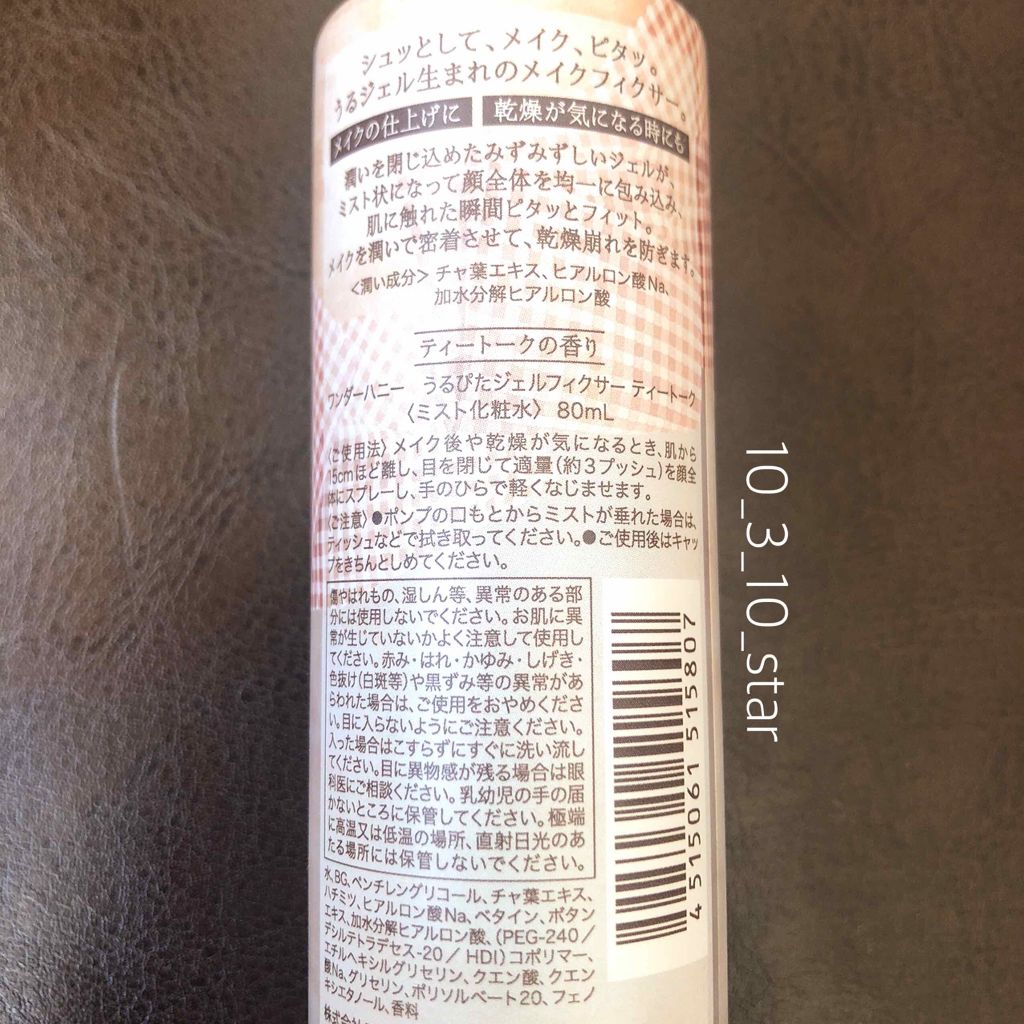 シュッとして、メイク、ピタッ。
うるジェル生まれのメイクフィクサー。
メイクの仕上げに 乾燥が気になる時にも
潤いを閉じ込めたみずみずしいジェルが、
ミスト状になって顔全体を均一に包み込み、
肌に触れた瞬間ピタッとフィット。
メイクを潤いで密着させて、乾燥崩れを防ぎます。
<潤い成分> チャ葉エキス、ヒアルロン酸Na、
加水分解ヒアルロン酸
ティートークの香り
ワンダーハニー うるぴたジェルフィクサー ティートーク
〈ミスト化粧水〉 80mL
〈ご使用法〉メイク後や乾燥が気になるとき、肌から
15cmほど離し、目を閉じて適量(約3プッシュ)を顔全
体にスプレーし、手のひらで軽くなじませます。
〈ご注意〉●ポンプの口もとからミストが垂れた場合は、
ティッシュなどで拭き取ってください。●ご使用後はキャッ
プをきちんとしめてください。
傷やはれもの、湿しん等、異常のある部
分には使用しないでください。お肌に異
常が生じていないかよく注意して使用し
てください。赤み・はれ・かゆみ・しげき・
色抜け(白斑等)や黒ずみ等の異常があ
らわれた場合は、ご使用をおやめくださ
い。目に入らないようにご注意ください。
入った場合はこすらずにすぐに洗い流し
てください。目に異物感が残る場合は眼
科医にご相談ください。乳幼児の手の届
かないところに保管してください。極端
に高温又は低温の場所、直射日光のあ
たる場所には保管しないでください。
水、BG、ペンチレングリコール、チャ葉エキス、
ハチミツ、ヒアルロン酸Na、ベタイン、ボタン
エキス、加水分解ヒアルロン酸、(PEG-240/
デシルテトラデセス-20/HDI)コポリマー、
エチルヘキシルグリセリン、クエン酸、クエン
酸Na、グリセリン、ポリソルベート20、フェノ
キシエタノール、香料
株式会
4515061515807
10_3_10_star